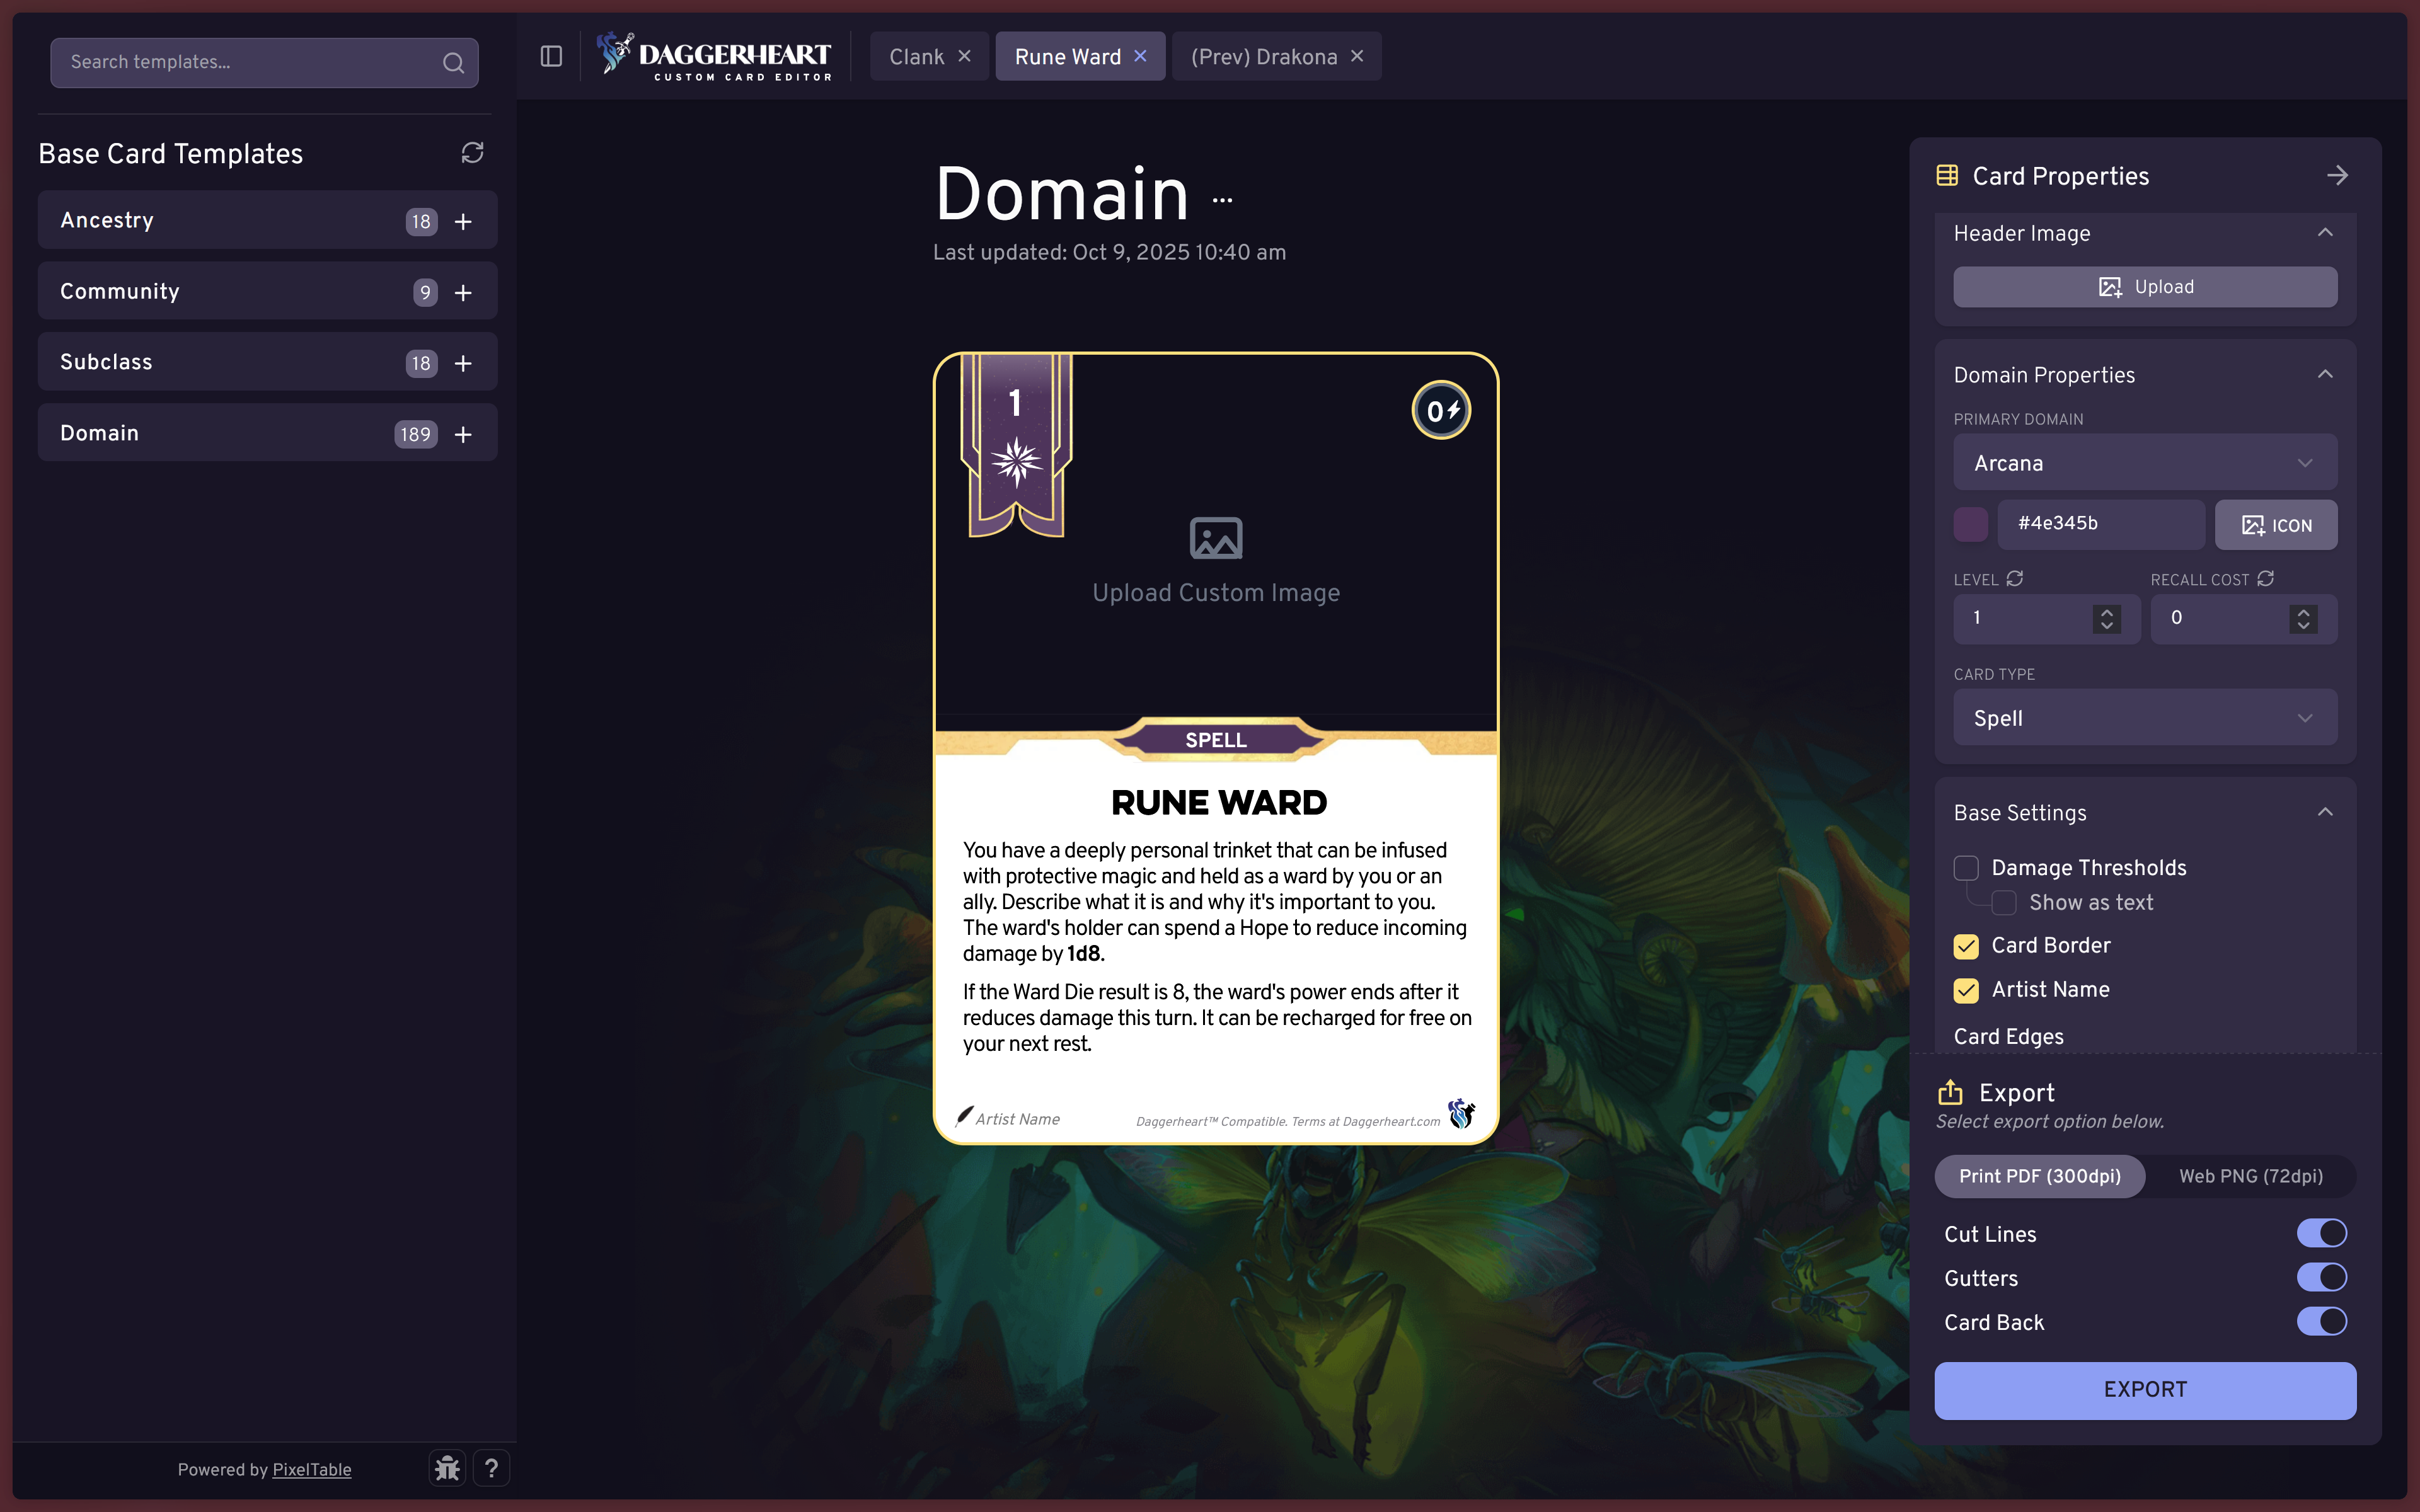 Search templates...
Base Card Templates
Ancestry 18
Community 9
Subclass 18
Domain 189
Powered by PixelTable
?
DAGGERHEART
CUSTOM CARD EDITOR
Clank
Rune Ward
(Prev) Drakona
Domain ...
Last updated: Oct 9, 2025 10:40 am
1
0
Upload Custom Image
SPELL
RUNE WARD
You have a deeply personal trinket that can be infused
with protective magic and held as a ward by you or an
ally. Describe what it is and why it's important to you.
The ward's holder can spend a Hope to reduce incoming
damage by 1d8.
If the Ward Die result is 8, the ward's power ends after it
reduces damage this turn. It can be recharged for free on
your next rest.
Artist Name
Daggerheart™ Compatible. Terms at Daggerheart.com
Card Properties
Header Image
Upload
Domain Properties
PRIMARY DOMAIN
Arcana
#4e345b
ICON
LEVEL
RECALL COST
1
0
CARD TYPE
Spell
Base Settings
Damage Thresholds
Show as text
Card Border
Artist Name
Card Edges
Export
Select export option below.
Print PDF (300dpi)
Web PNG (72dpi)
Cut Lines
Gutters
Card Back
EXPORT